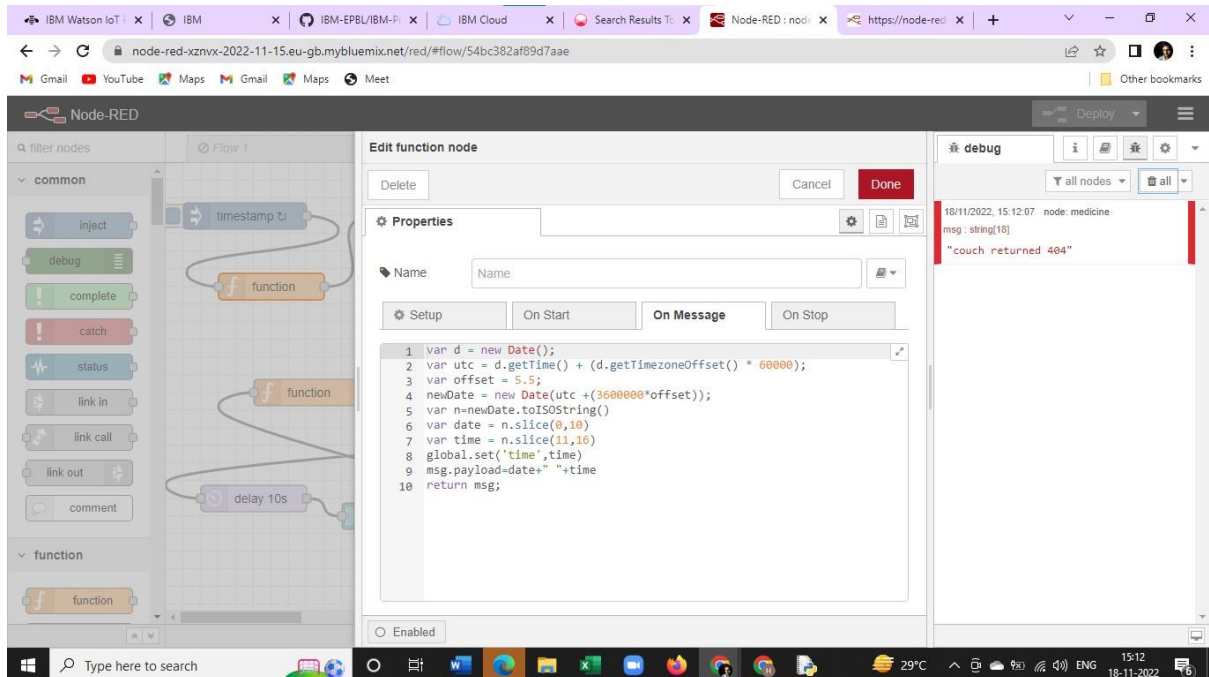 IBM Watson IoT P
IBM
IBM-EPBL/IBM-Pr
IBM Cloud
Search Results To
Node-RED : node
https://node-red
node-red-xznvx-2022-11-15.eu-gb.mybluemix.net/red/#flow/54bc382af89d7aae
Gmail YouTube Maps Gmail Maps Meet
Other bookmarks
Node-RED
Deploy
filter nodes
common
inject
debug
complete
catch
status
link in
link call
link out
comment
function
function
Flow 1
timestamp ↻
function
function
delay 10s
Edit function node
Delete
Cancel
Done
Properties
Name
Name
Setup
On Start
On Message
On Stop
1 var d = new Date();
2 var utc = d.getTime() + (d.getTimezoneOffset() * 60000);
3 var offset = 5.5;
4 newDate = new Date(utc +(3600000*offset));
5 var n=newDate.toISOString()
6 var date = n.slice(0,10)
7 var time = n.slice(11,16)
8 global.set('time',time)
9 msg.payload=date+" "+time
10 return msg;
Enabled
debug
i
all nodes
all
18/11/2022, 15:12:07 node: medicine
msg : string[18]
"couch returned 404"
Type here to search
29°C
ENG
15:12
18-11-2022